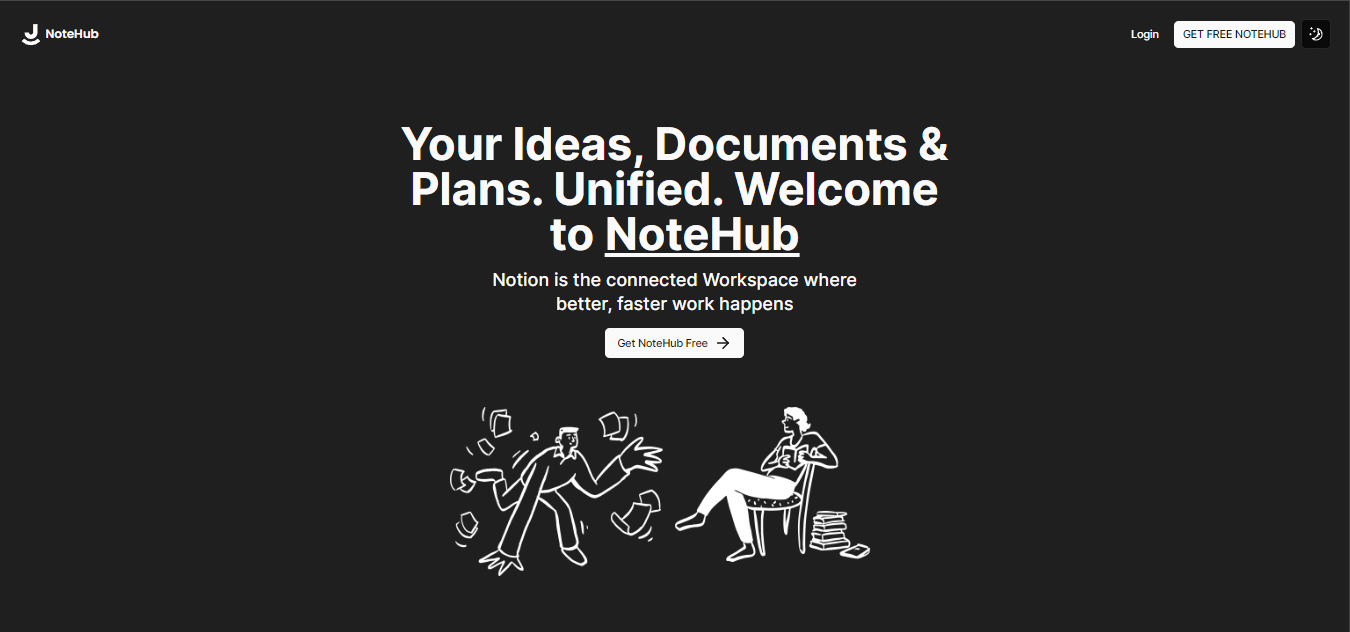 NoteHub
Login
GET FREE NOTEHUB
Your Ideas, Documents &
Plans. Unified. Welcome
to NoteHub
Notion is the connected Workspace where
better, faster work happens
Get NoteHub Free